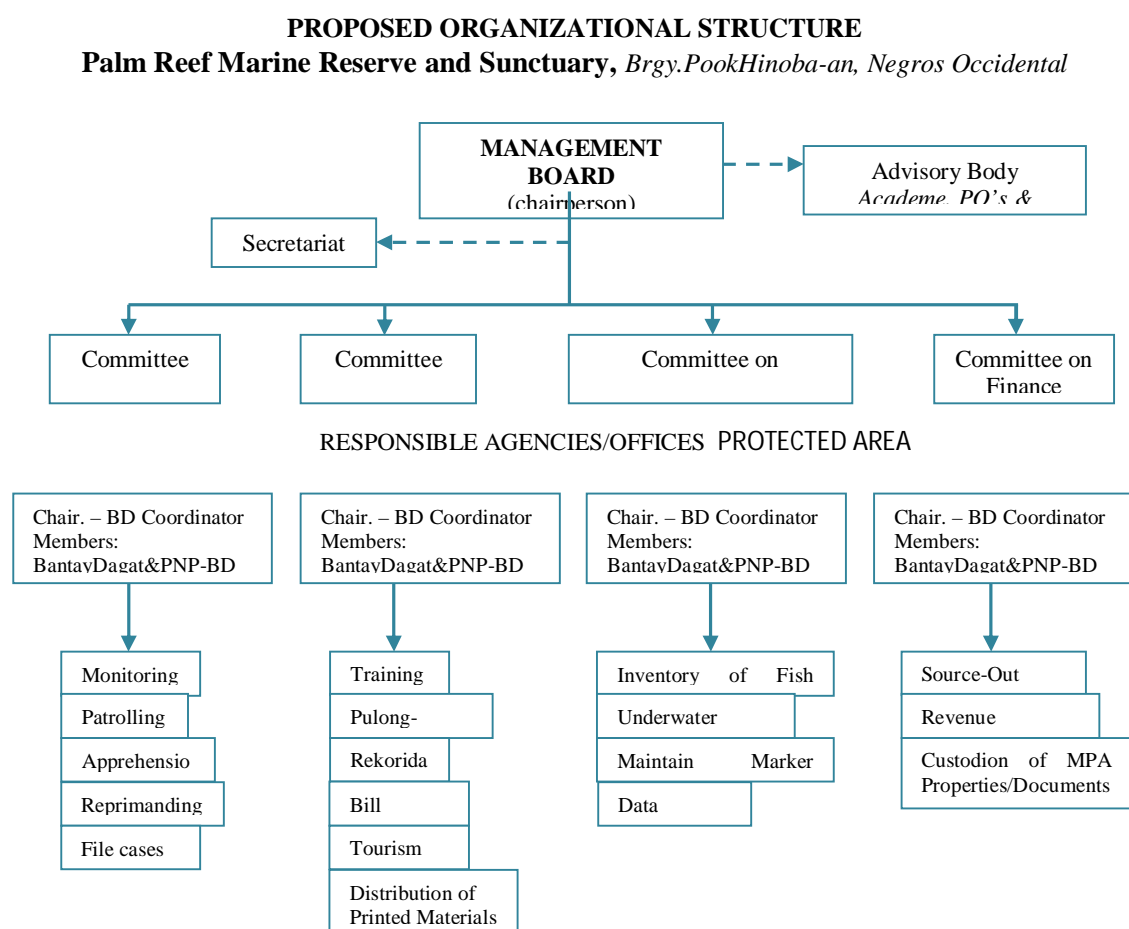 PROPOSED ORGANIZATIONAL STRUCTURE
Palm Reef Marine Reserve and Sunctuary, Brgy.PookHinoba-an, Negros Occidental
MANAGEMENT
BOARD
(chairperson)
Advisory Body
Academe, PO's &
Secretariat
Committee
Committee
Committee on
Committee on
Finance
RESPONSIBLE AGENCIES/OFFICES PROTECTED AREA
Chair. – BD Coordinator
Members:
BantayDagat&PNP-BD
Chair. – BD Coordinator
Members:
BantayDagat&PNP-BD
Chair. – BD Coordinator
Members:
BantayDagat&PNP-BD
Chair. – BD Coordinator
Members:
BantayDagat&PNP-BD
Monitoring
Patrolling
Apprehensio
Reprimanding
File cases
Training
Pulong-
Rekorida
Bill
Tourism
Distribution of
Printed Materials
Inventory of Fish
Underwater
Maintain Marker
Data
Source-Out
Revenue
Custodion of MPA
Properties/Documents